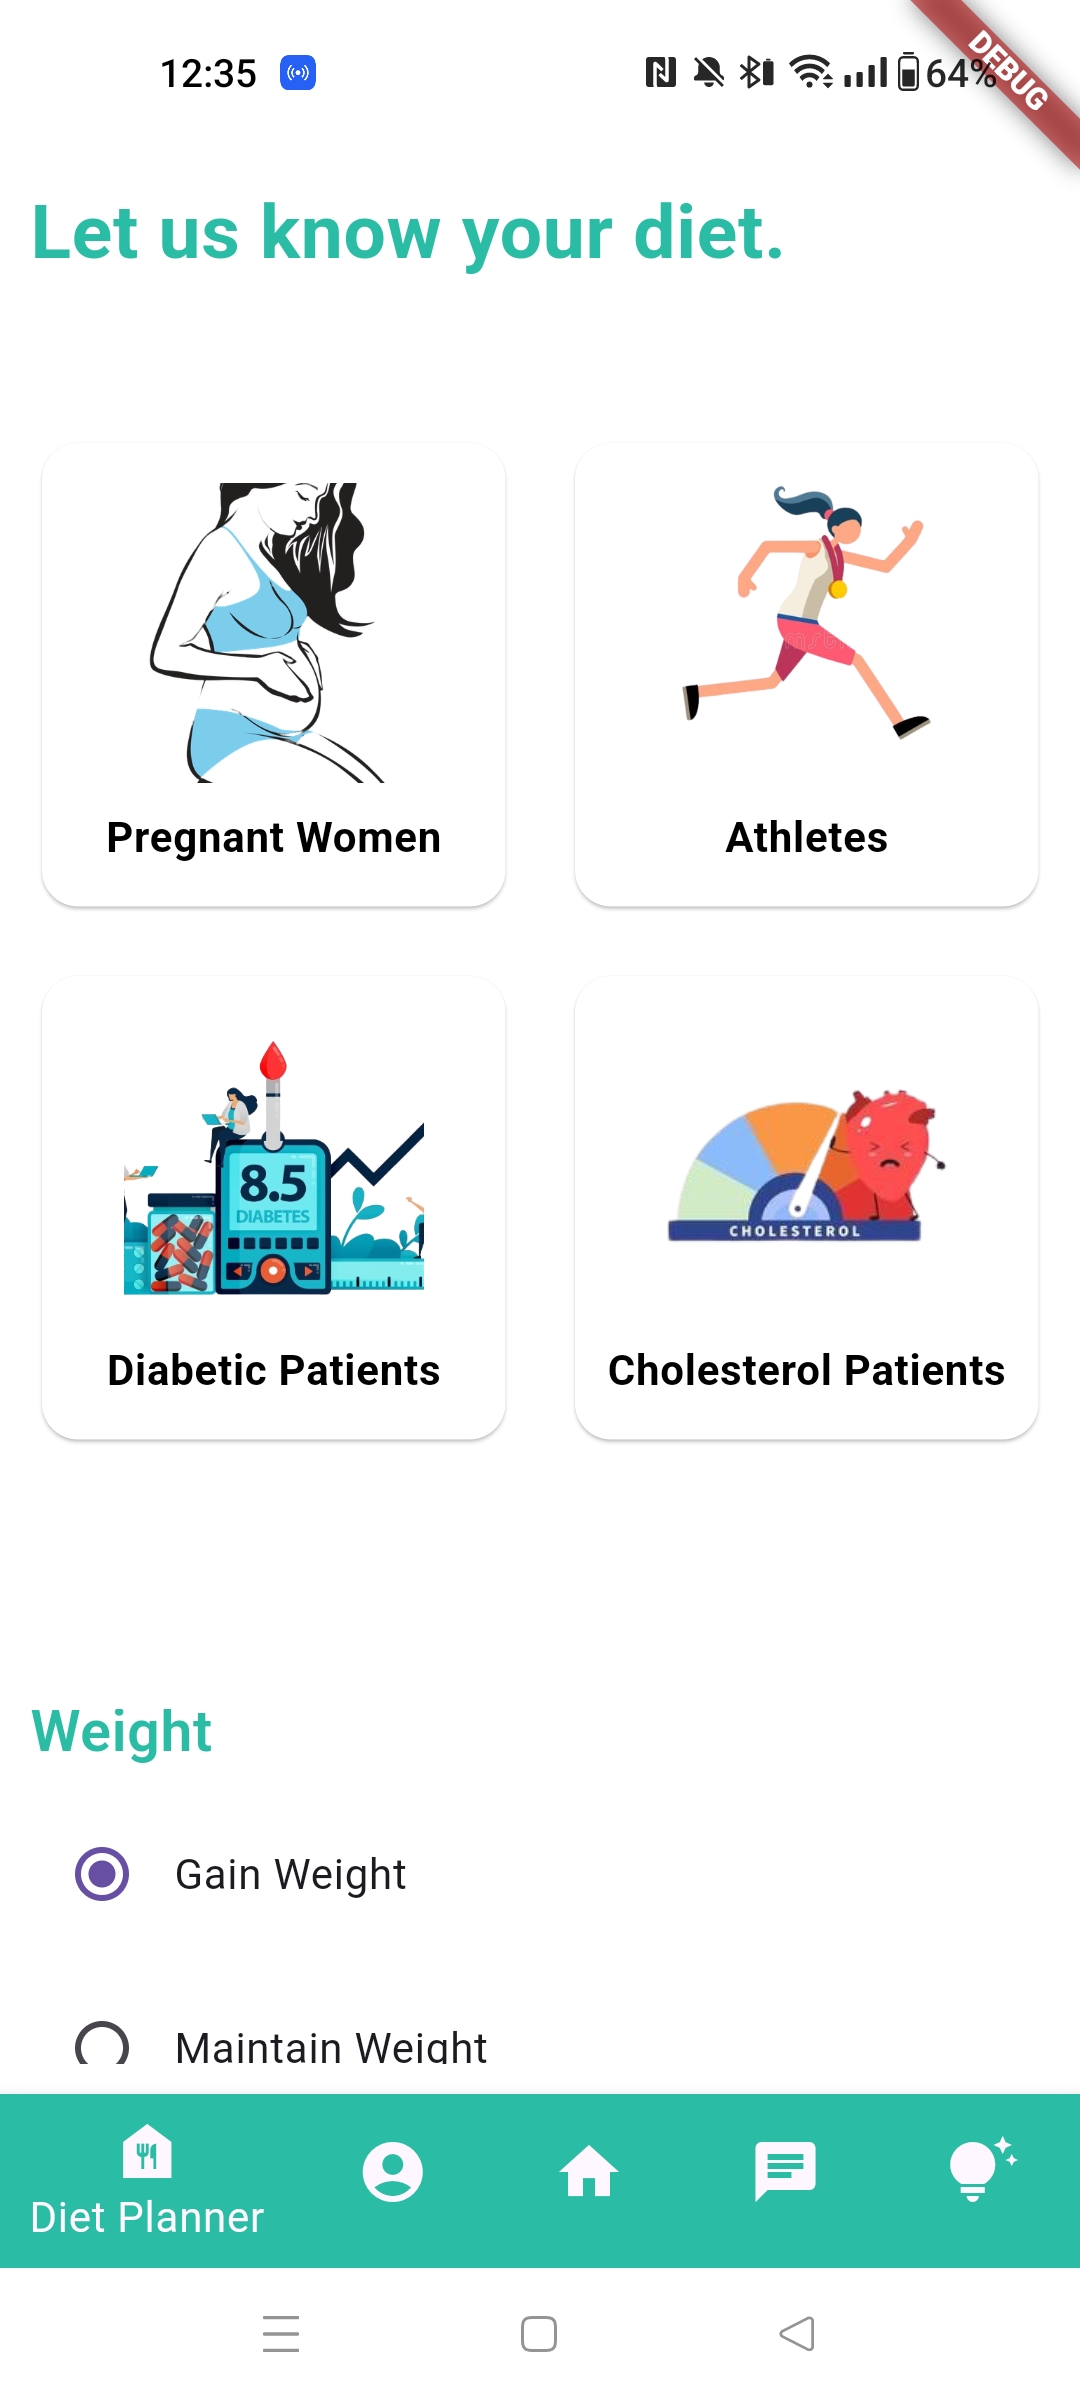 12:35
64%
DEBUG
Let us know your diet.
Pregnant Women
Athletes
8.5
DIABETES
CHOLESTEROL
Diabetic Patients
Cholesterol Patients
Weight
Gain Weight
Maintain Weight
Diet Planner